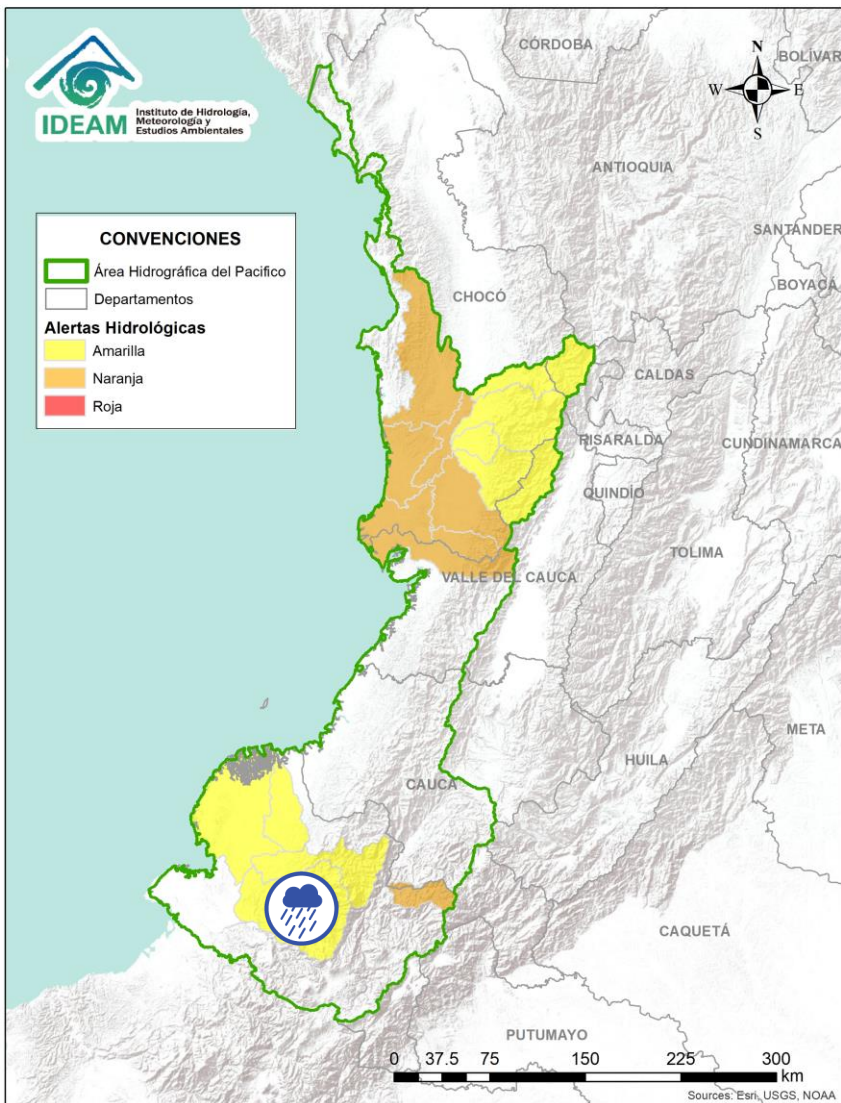 IDEAM
Instituto de Hidrología,
Meteorología y
Estudios Ambientales
CÓRDOBA
BOLÍVAR
N
W E
S
ANTIOQUIA
SANTANDER
BOYACÁ
CONVENCIONES
Área Hidrográfica del Pacifico
Departamentos
Alertas Hidrológicas
Amarilla
Naranja
Roja
CHOCÓ
CALDAS
RISARALDA
CUNDINAMARCA
QUINDÍO
TOLIMA
VALLE DEL CAUCA
META
HUILA
CAUCA
CAQUETÁ
PUTUMAYO
0 37.5 75 150 225 300
km
Sources: Esri, USGS, NOAA